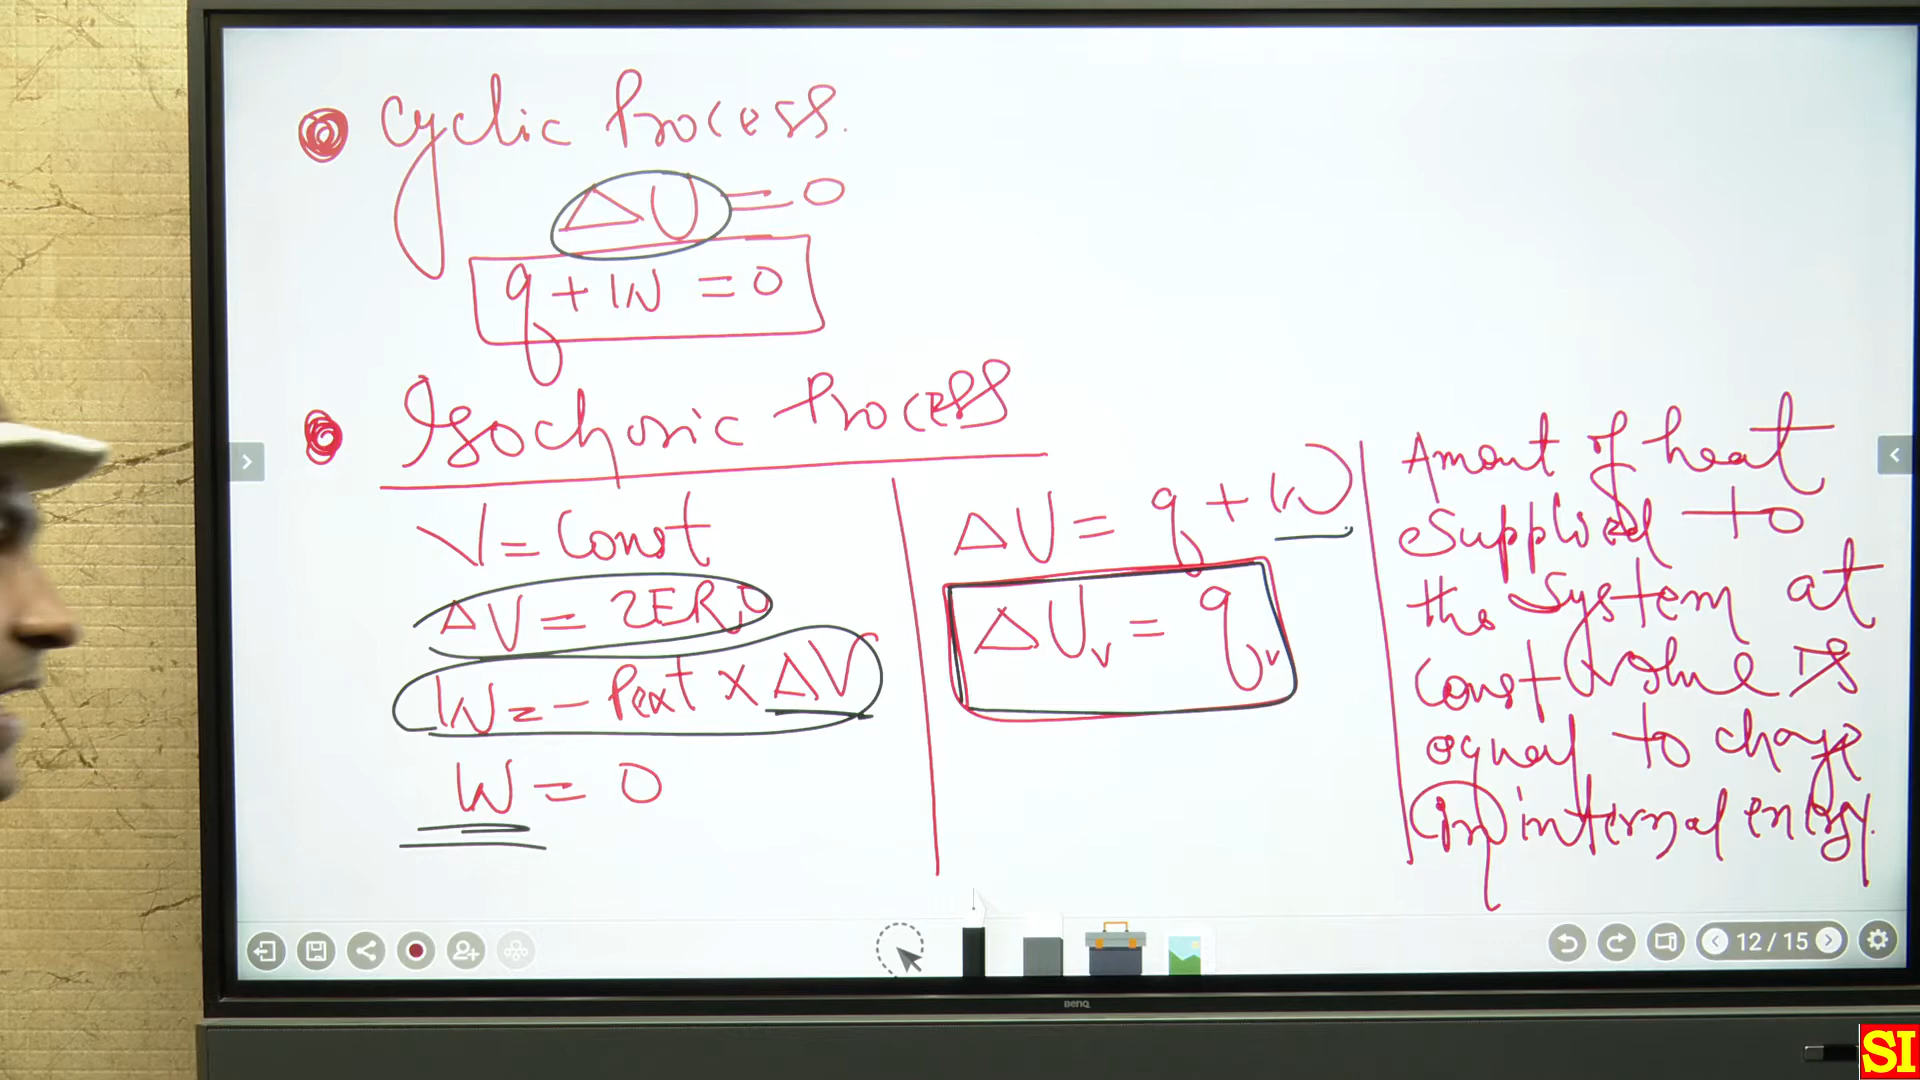 Cyclic Process.
ΔU = 0
q + W = 0
Isochoric Process
V = Const
ΔV = ZERO
W = - Pext × ΔV
W = 0
ΔU = q + W
ΔUv = qv
Amount of heat
supplied to
the System at
const volume is
equal to change
in internal energy.
12 / 15
BenQ
SI